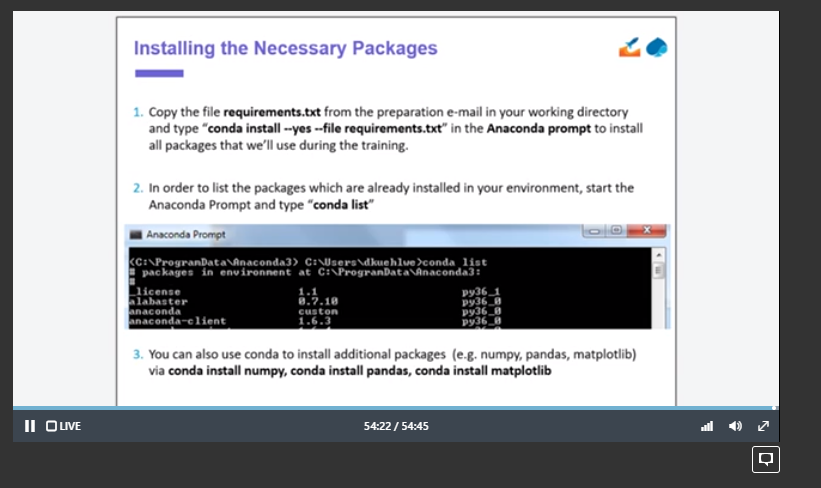 Installing the Necessary Packages
1. Copy the file requirements.txt from the preparation e-mail in your working directory
and type "conda install --yes --file requirements.txt" in the Anaconda prompt to install
all packages that we'll use during the training.
2. In order to list the packages which are already installed in your environment, start the
Anaconda Prompt and type "conda list"
Anaconda Prompt
(C:\ProgramData\Anaconda3) C:\Users\dkuehlwe>conda list
# packages in environment at C:\ProgramData\Anaconda3:
#
_license 1.1 py36_1
alabaster 0.7.10 py36_0
anaconda custom py36_0
anaconda-client 1.6.3 py36_0
3. You can also use conda to install additional packages (e.g. numpy, pandas, matplotlib)
via conda install numpy, conda install pandas, conda install matplotlib
LIVE 54:22 / 54:45